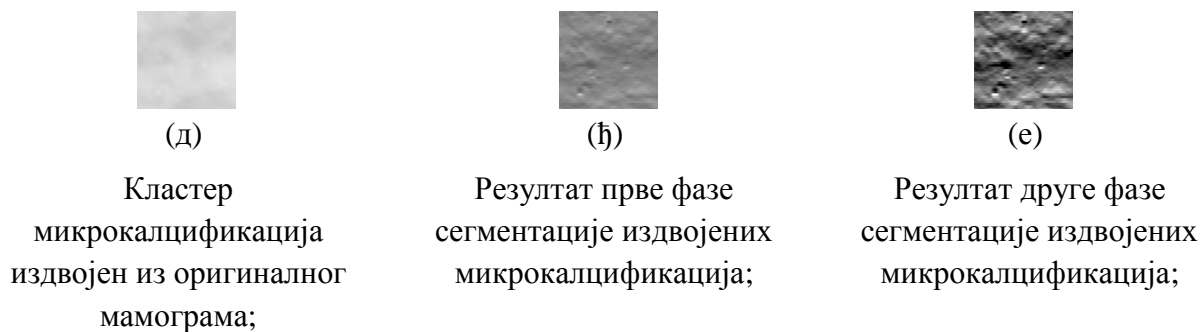 (д)
Кластер
микрокалцификација
издвојен из оригиналног
мамограма;
(ђ)
Резултат прве фазе
сегментације издвојених
микрокалцификација;
(е)
Резултат друге фазе
сегментације издвојених
микрокалцификација;